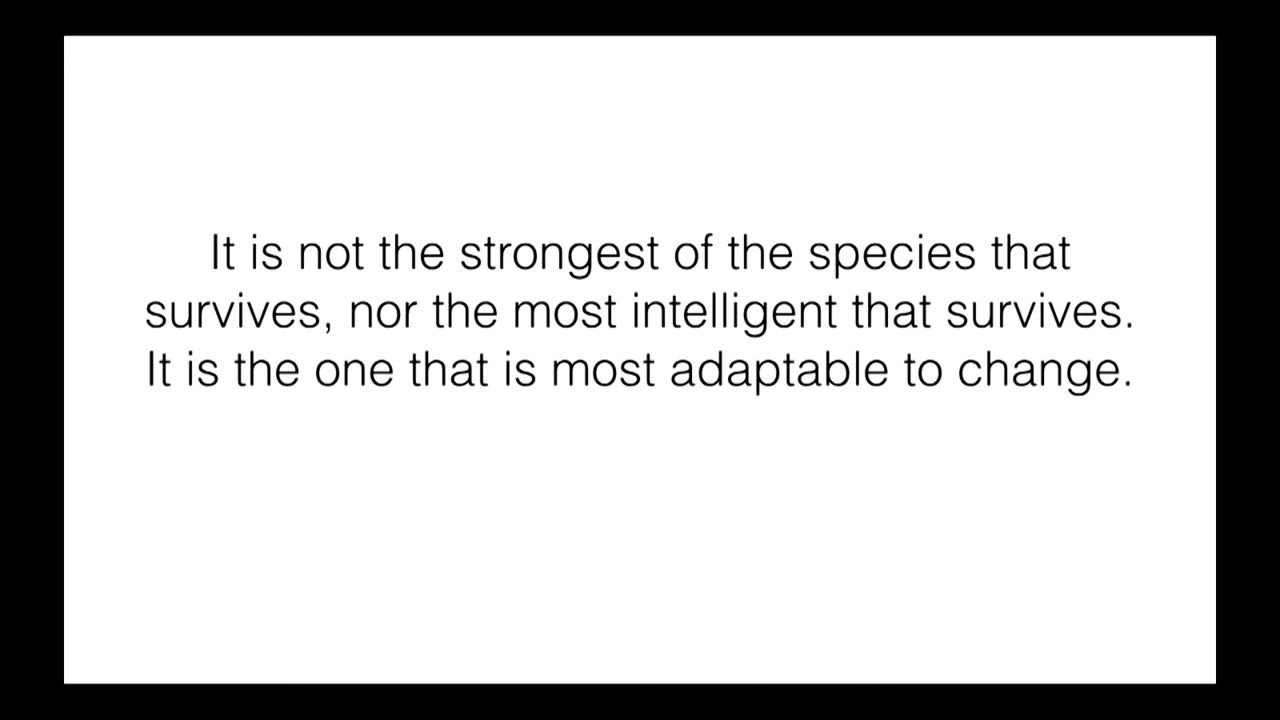 It is not the strongest of the species that
survives, nor the most intelligent that survives.
It is the one that is most adaptable to change.